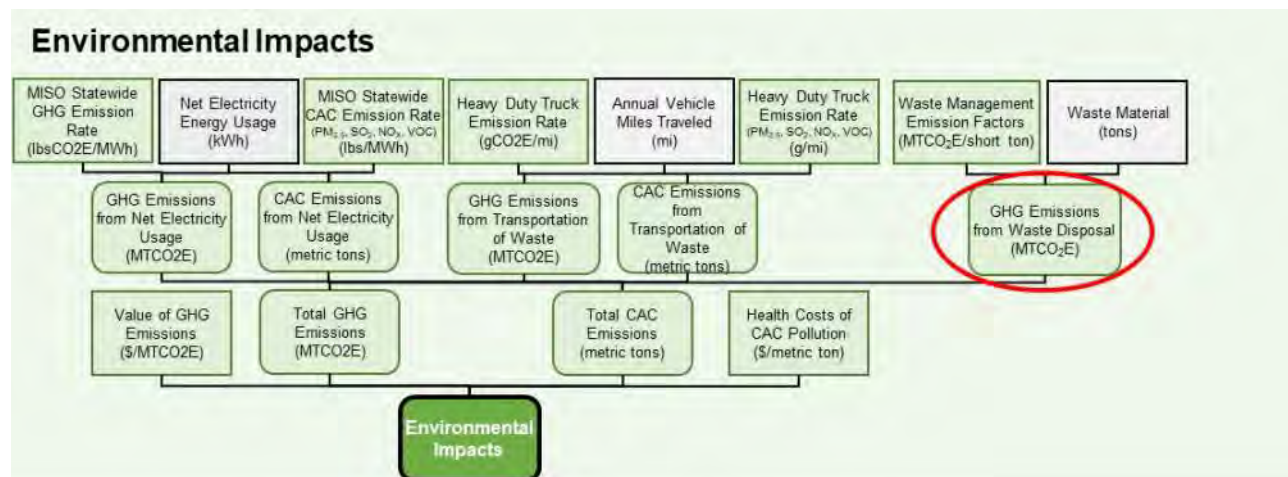 Environmental Impacts
MISO Statewide
GHG Emission
Rate
(lbsCO2E/MWh)
Net Electricity
Energy Usage
(kWh)
MISO Statewide
CAC Emission Rate
(PM₂.₅, SO₂, NOₓ, VOC)
(lbs/MWh)
Heavy Duty Truck
Emission Rate
(gCO2E/mi)
Annual Vehicle
Miles Traveled
(mi)
Heavy Duty Truck
Emission Rate
(PM₂.₅, SO₂, NOₓ, VOC)
(g/mi)
Waste Management
Emission Factors
(MTCO₂E/short ton)
Waste Material
(tons)
GHG Emissions
from Net Electricity
Usage
(MTCO2E)
CAC Emissions
from Net Electricity
Usage
(metric tons)
GHG Emissions
from Transportation
of Waste
(MTCO2E)
CAC Emissions
from
Transportation of
Waste
(metric tons)
GHG Emissions
from Waste Disposal
(MTCO₂E)
Value of GHG
Emissions
($/MTCO2E)
Total GHG
Emissions
(MTCO2E)
Total CAC
Emissions
(metric tons)
Health Costs of
CAC Pollution
($/metric ton)
Environmental
Impacts